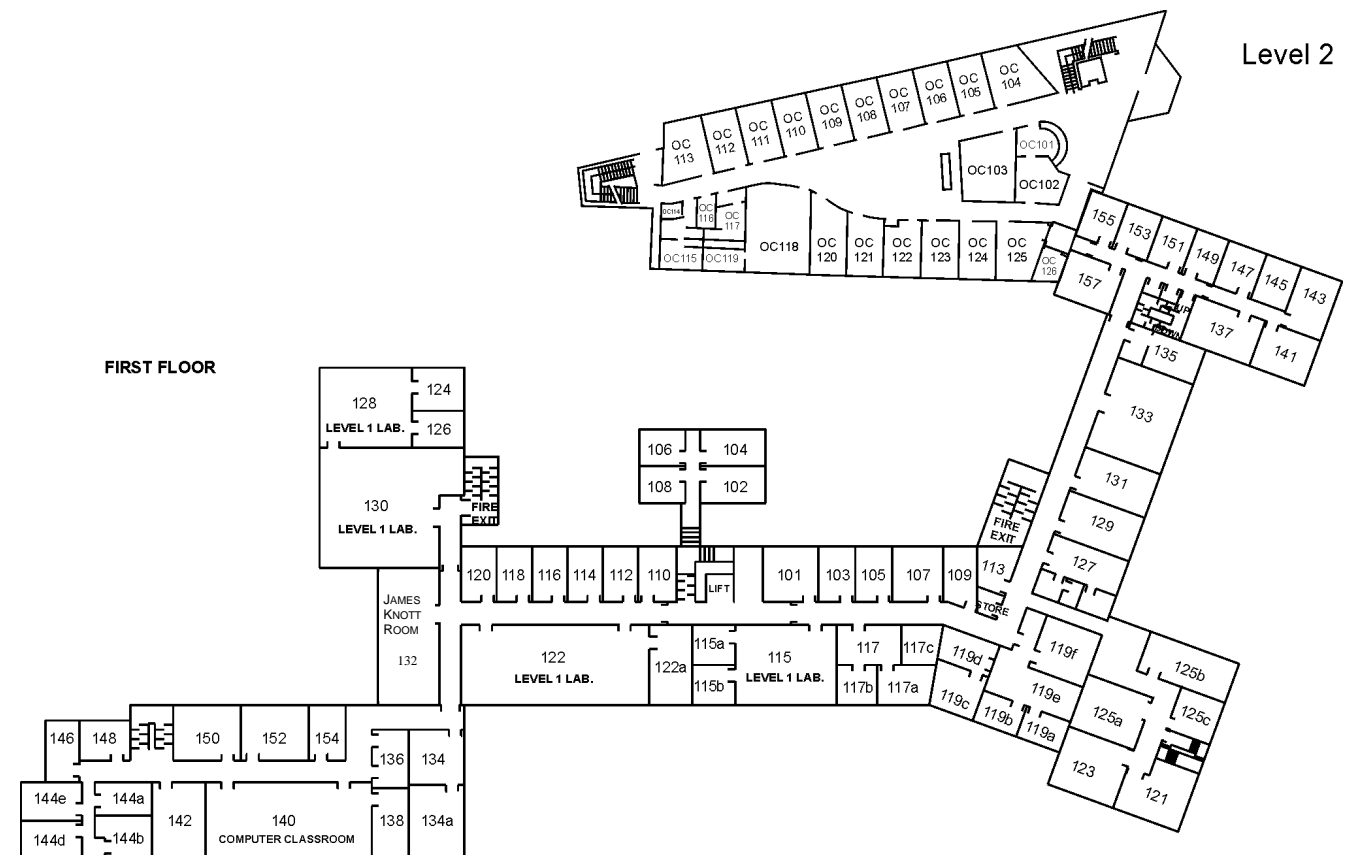 Level 2
OC
104
OC
105
OC
106
OC
107
OC
108
OC
109
OC
110
OC
111
OC
112
OC
113
OC101
OC103
OC102
OC114
OC
116
OC
117
OC115
OC119
OC118
OC
120
OC
121
OC
122
OC
123
OC
124
OC
125
OC
126
155
153
151
149
147
145
143
157
UP
DOWN
137
141
135
133
131
129
127
FIRST FLOOR
128
LEVEL 1 LAB.
124
126
130
LEVEL 1 LAB.
FIRE
EXIT
106
104
108
102
FIRE
EXIT
120
118
116
114
112
110
LIFT
101
103
105
107
109
113
STORE
JAMES
KNOTT
ROOM
132
122
LEVEL 1 LAB.
122a
115a
115b
115
LEVEL 1 LAB.
117
117c
117b
117a
119d
119c
119f
119e
119b
119a
125b
125a
125c
123
121
146
148
150
152
154
136
134
144e
144a
144d
144b
142
140
COMPUTER CLASSROOM
138
134a